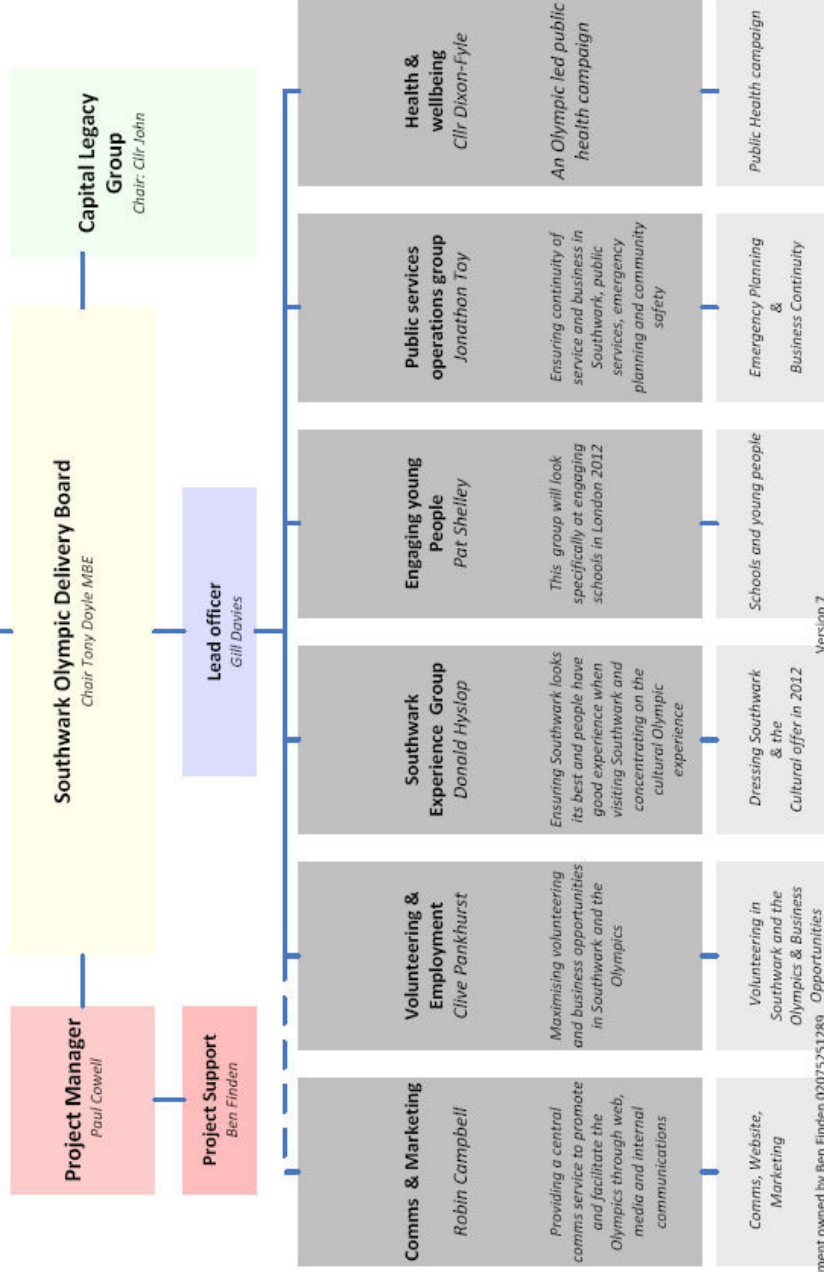 Southwark Olympic Delivery Board
Chair Tony Doyle MBE
Project Manager
Paul Cowell
Capital Legacy
Group
Chair: Cllr John
Project Support
Ben Finden
Lead officer
Gill Davies
Comms & Marketing
Robin Campbell
Providing a central
comms service to promote
and facilitate the
Olympics through web,
media and internal
communications
Comms, Website,
Marketing
Volunteering &
Employment
Clive Pankhurst
Maximising volunteering
and business opportunities
in Southwark and the
Olympics
Volunteering in
Southwark and the
Olympics & Business
Opportunities
Southwark
Experience Group
Donald Hyslop
Ensuring Southwark looks
its best and people have
good experience when
visiting Southwark and
concentrating on the
cultural Olympic
experience
Dressing Southwark
& the
Cultural offer in 2012
Engaging young
People
Pat Shelley
This group will look
specifically at engaging
schools in London 2012
Schools and young people
Public services
operations group
Jonathan Toy
Ensuring continuity of
service and business in
Southwark, public
services, emergency
planning and community
safety
Emergency Planning
&
Business Continuity
Health &
wellbeing
Cllr Dixon-Fyle
An Olympic led public
health campaign
Public Health campaign
ment owned by Ben Finden 02075251289
Version 7